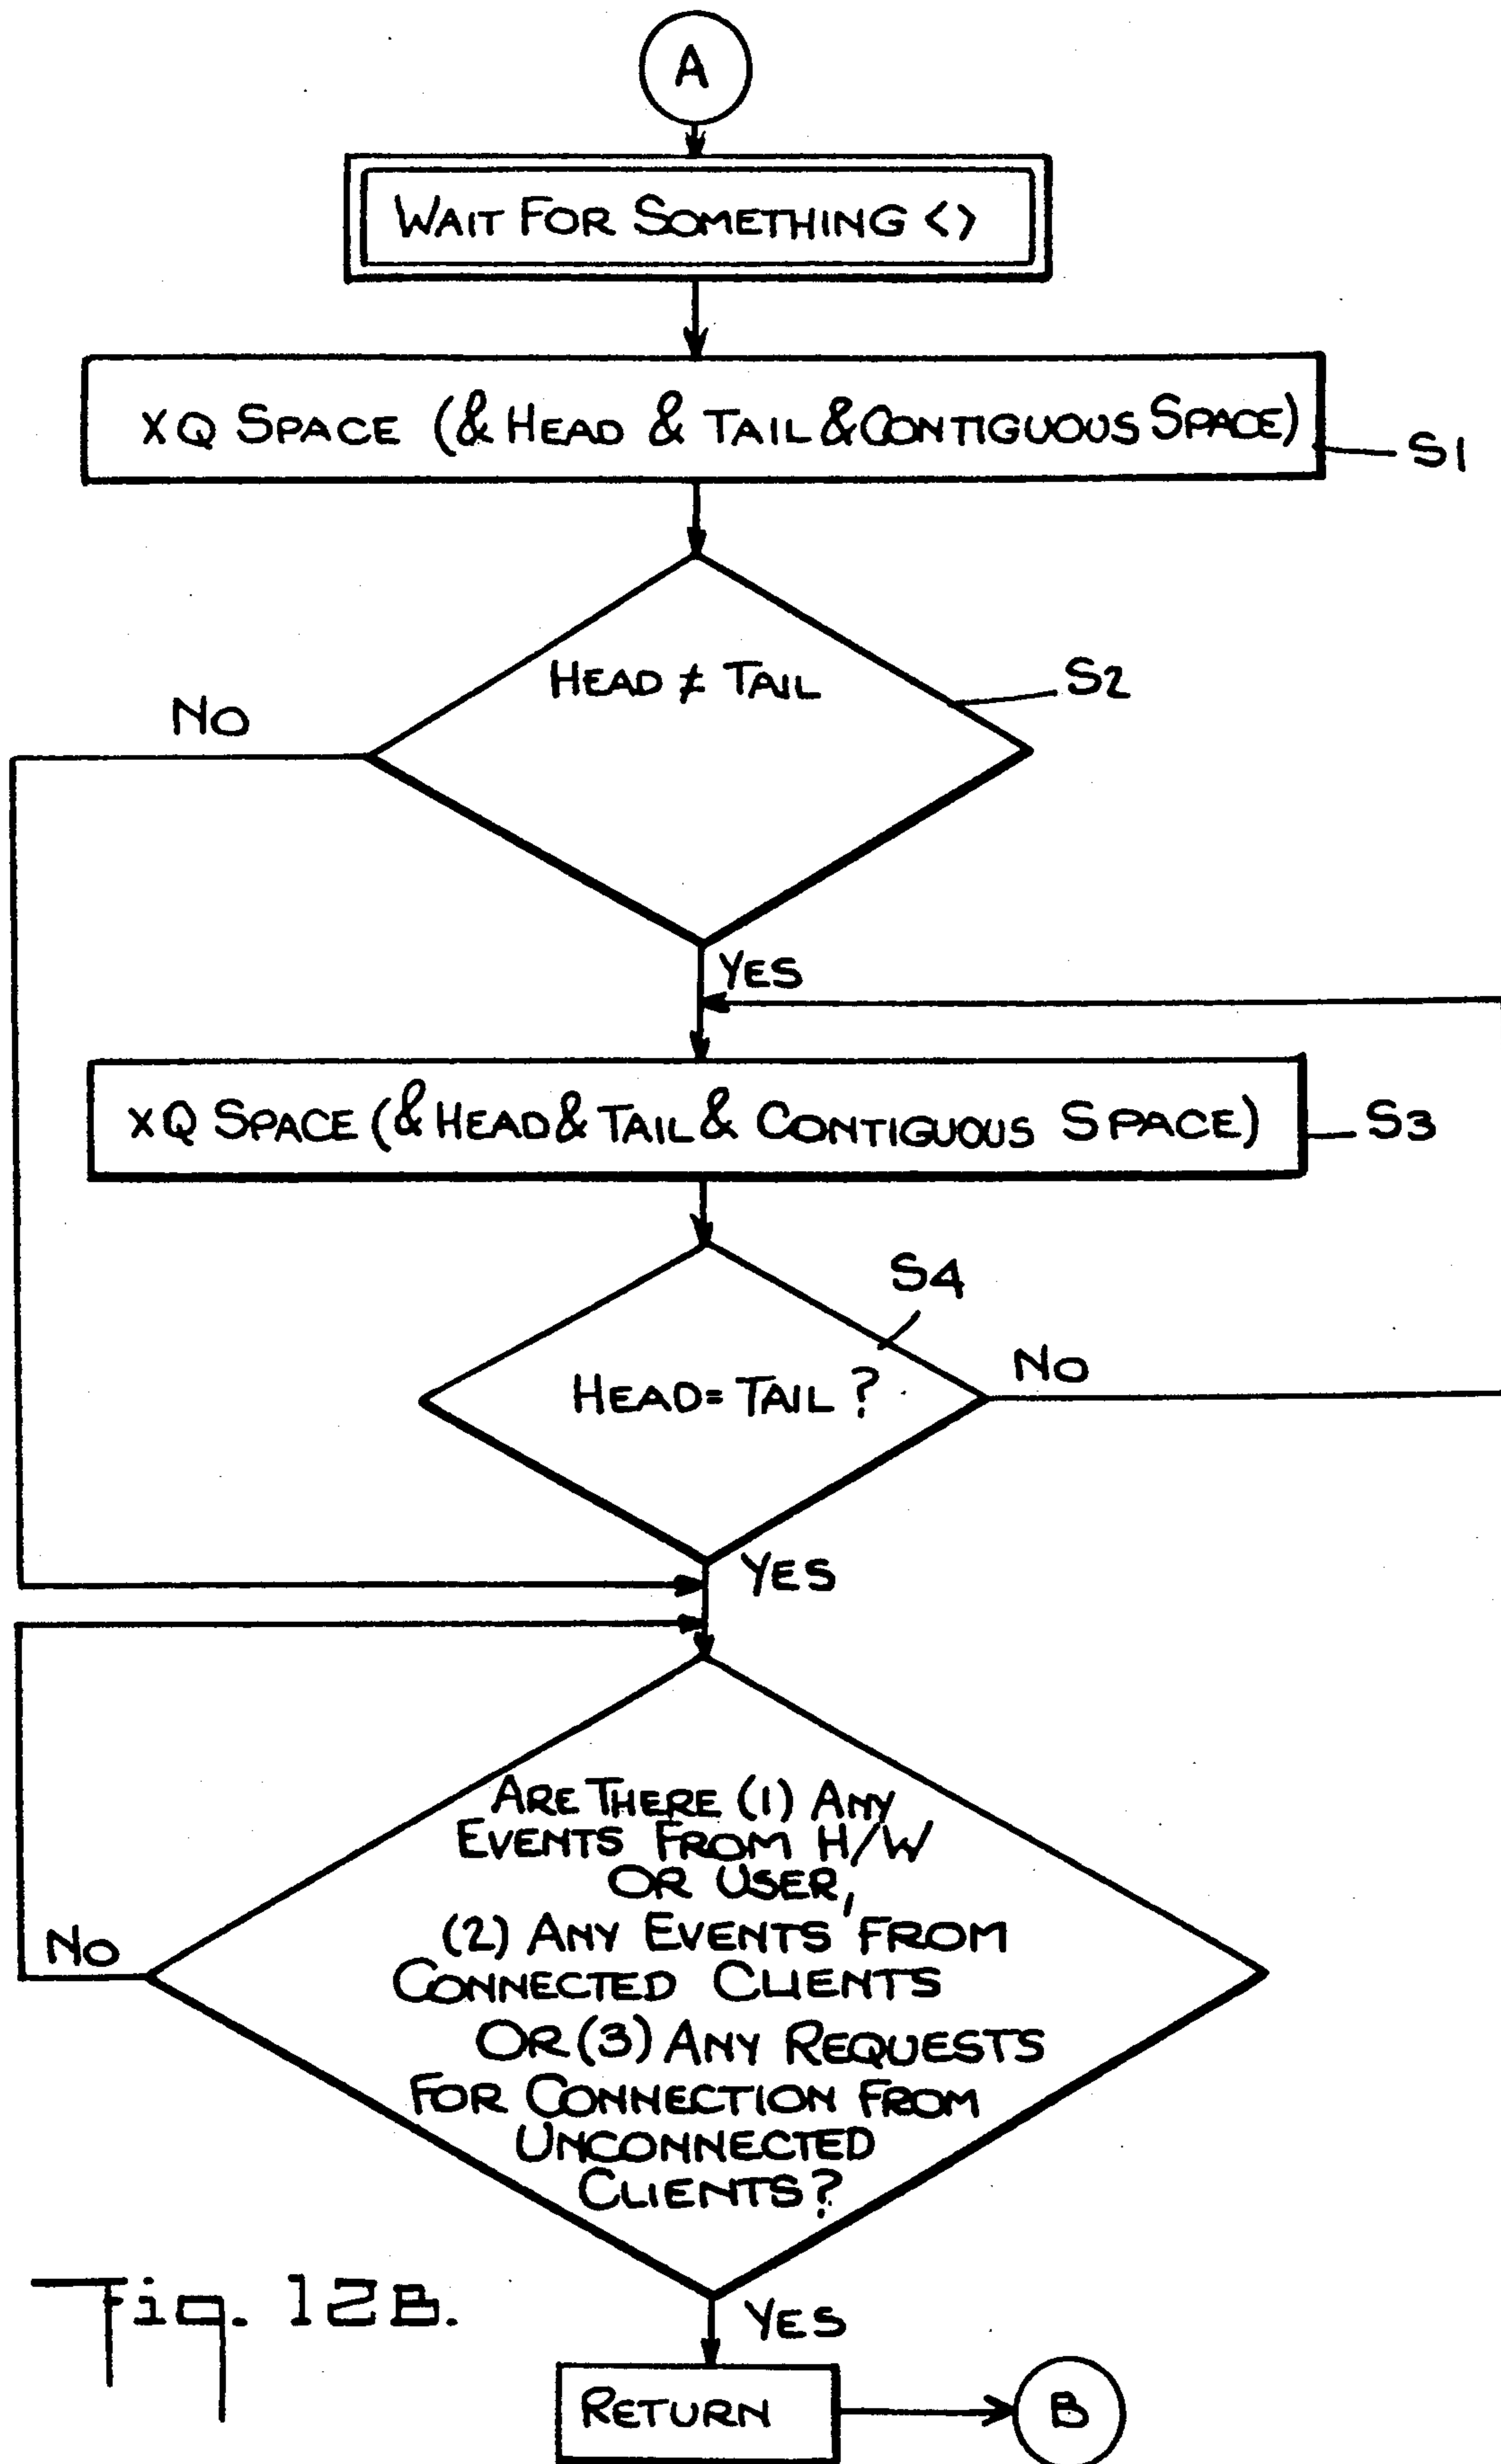 A
WAIT FOR SOMETHING <>
XQ SPACE (& HEAD & TAIL & CONTIGUOUS SPACE)
S1
HEAD ≠ TAIL
S2
NO
YES
XQ SPACE (& HEAD & TAIL & CONTIGUOUS SPACE)
S3
S4
HEAD = TAIL ?
NO
YES
ARE THERE (1) ANY
EVENTS FROM H/W
OR USER,
(2) ANY EVENTS FROM
CONNECTED CLIENTS
OR (3) ANY REQUESTS
FOR CONNECTION FROM
UNCONNECTED
CLIENTS?
NO
YES
Fig. 12B.
RETURN
B